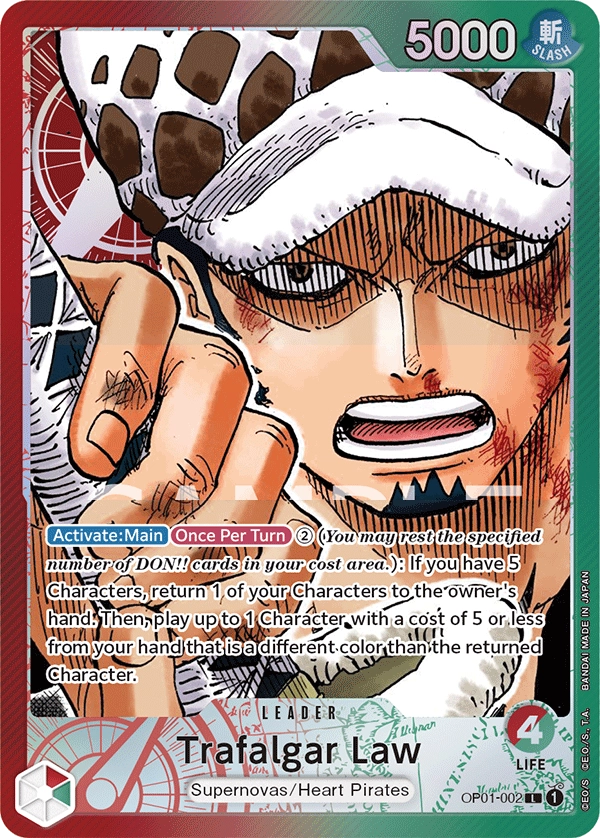 5000
斬
SLASH
SAMPLE
Activate:Main Once Per Turn ② (You may rest the specified
number of DON!! cards in your cost area.): If you have 5
Characters, return 1 of your Characters to the owner's
hand. Then, play up to 1 Character with a cost of 5 or less
from your hand that is a different color than the returned
Character.
LEADER
Trafalgar Law
Supernovas/Heart Pirates
4
LIFE
OP01-002 L 1
©E.O/S ©E.O./S., T.A. BANDAI MADE IN JAPAN